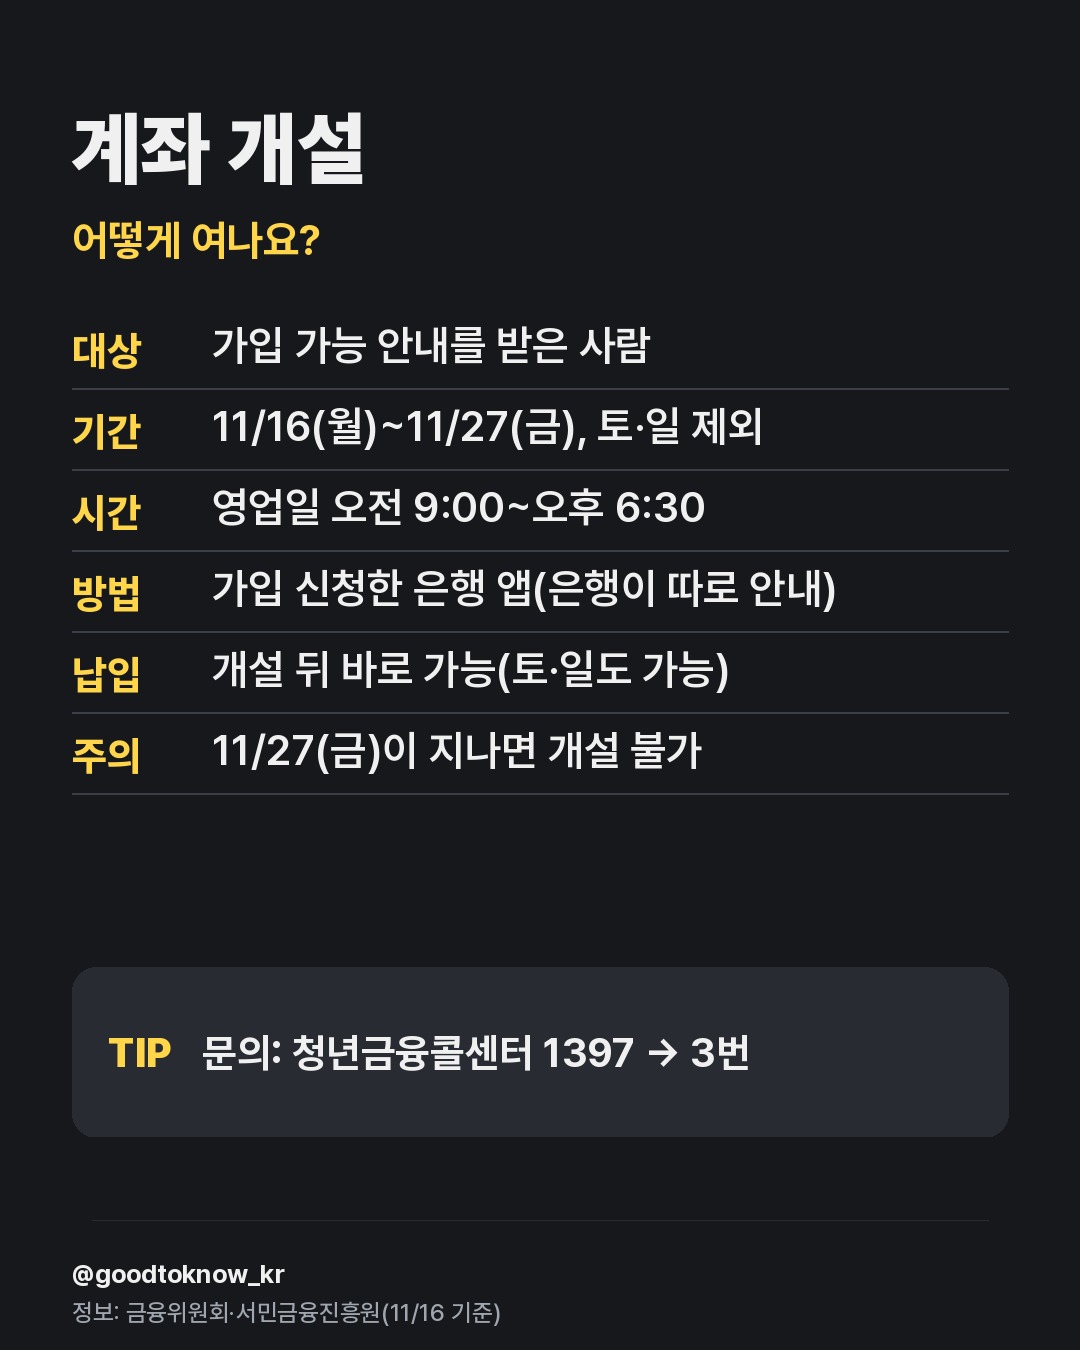 계좌 개설
어떻게 여나요?
대상 가입 가능 안내를 받은 사람
기간 11/16(월)~11/27(금), 토·일 제외
시간 영업일 오전 9:00~오후 6:30
방법 가입 신청한 은행 앱(은행이 따로 안내)
납입 개설 뒤 바로 가능(토·일도 가능)
주의 11/27(금)이 지나면 개설 불가
TIP 문의: 청년금융콜센터 1397 → 3번
@goodtoknow_kr
정보: 금융위원회·서민금융진흥원(11/16 기준)